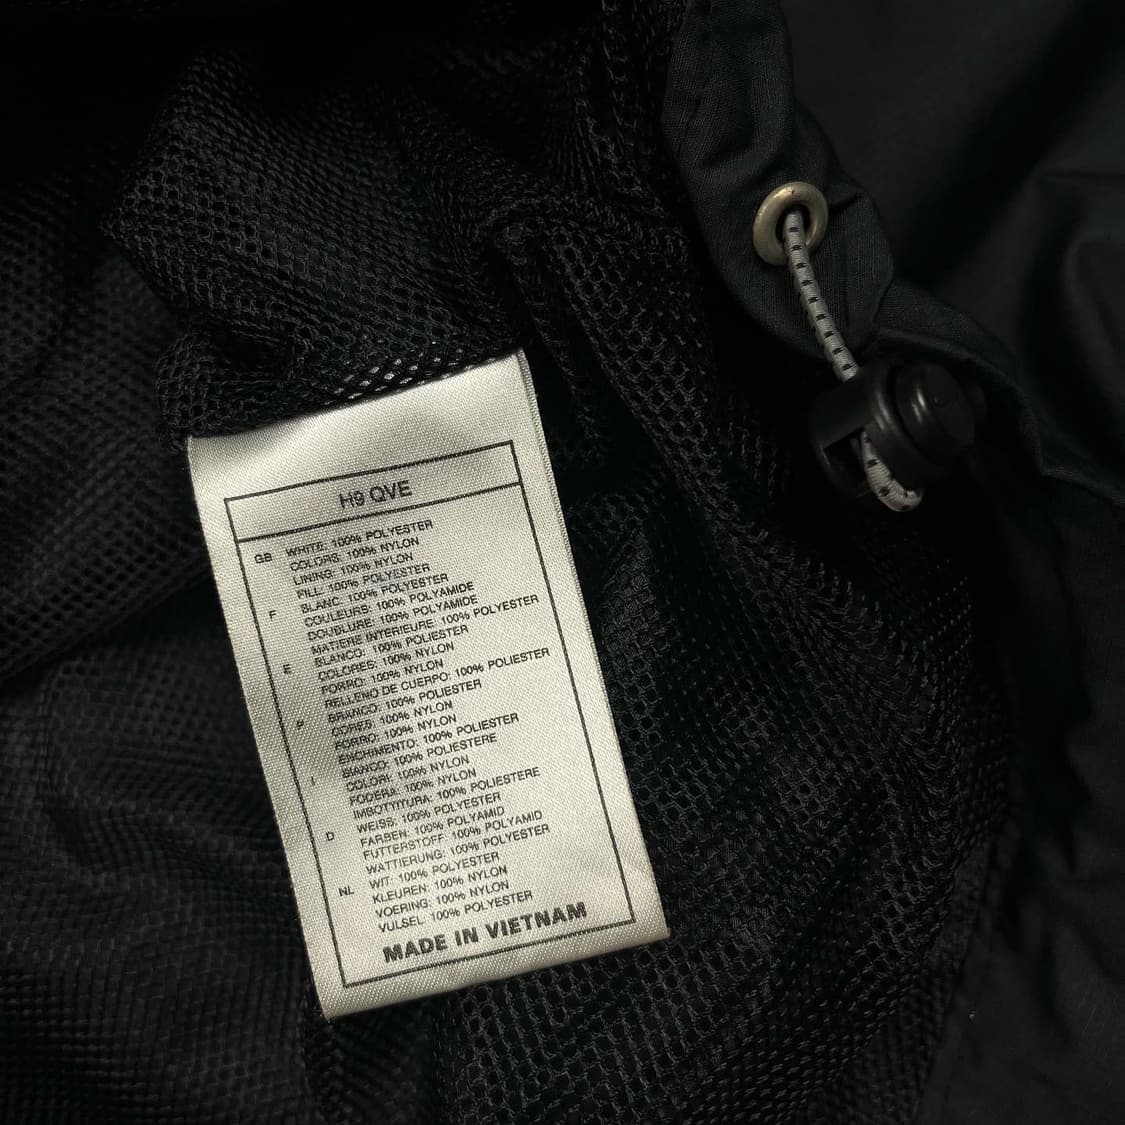 H9 QVE
GB WHITE: 100% POLYESTER
COLORS: 100% NYLON
LINING: 100% NYLON
FILL: 100% POLYESTER
F BLANC: 100% POLYESTER
COULEURS: 100% POLYAMIDE
DOUBLURE: 100% POLYAMIDE
MATIERE INTERIEURE: 100% POLYESTER
E BLANCO: 100% POLIESTER
COLORES: 100% NYLON
FORRO: 100% NYLON
RELLENO DE CUERPO: 100% POLIESTER
P BRANCO: 100% POLIESTER
CORES: 100% NYLON
FORRO: 100% NYLON
ENCHIMENTO: 100% POLIESTER
I BIANCO: 100% POLIESTERE
COLORI: 100% NYLON
FODERA: 100% NYLON
IMBOTTITURA: 100% POLIESTERE
D WEISS: 100% POLYESTER
FARBEN: 100% POLYAMID
FUTTERSTOFF: 100% POLYAMID
WATTIERUNG: 100% POLYESTER
NL WIT: 100% POLYESTER
KLEUREN: 100% NYLON
VOERING: 100% NYLON
VULSEL: 100% POLYESTER
MADE IN VIETNAM